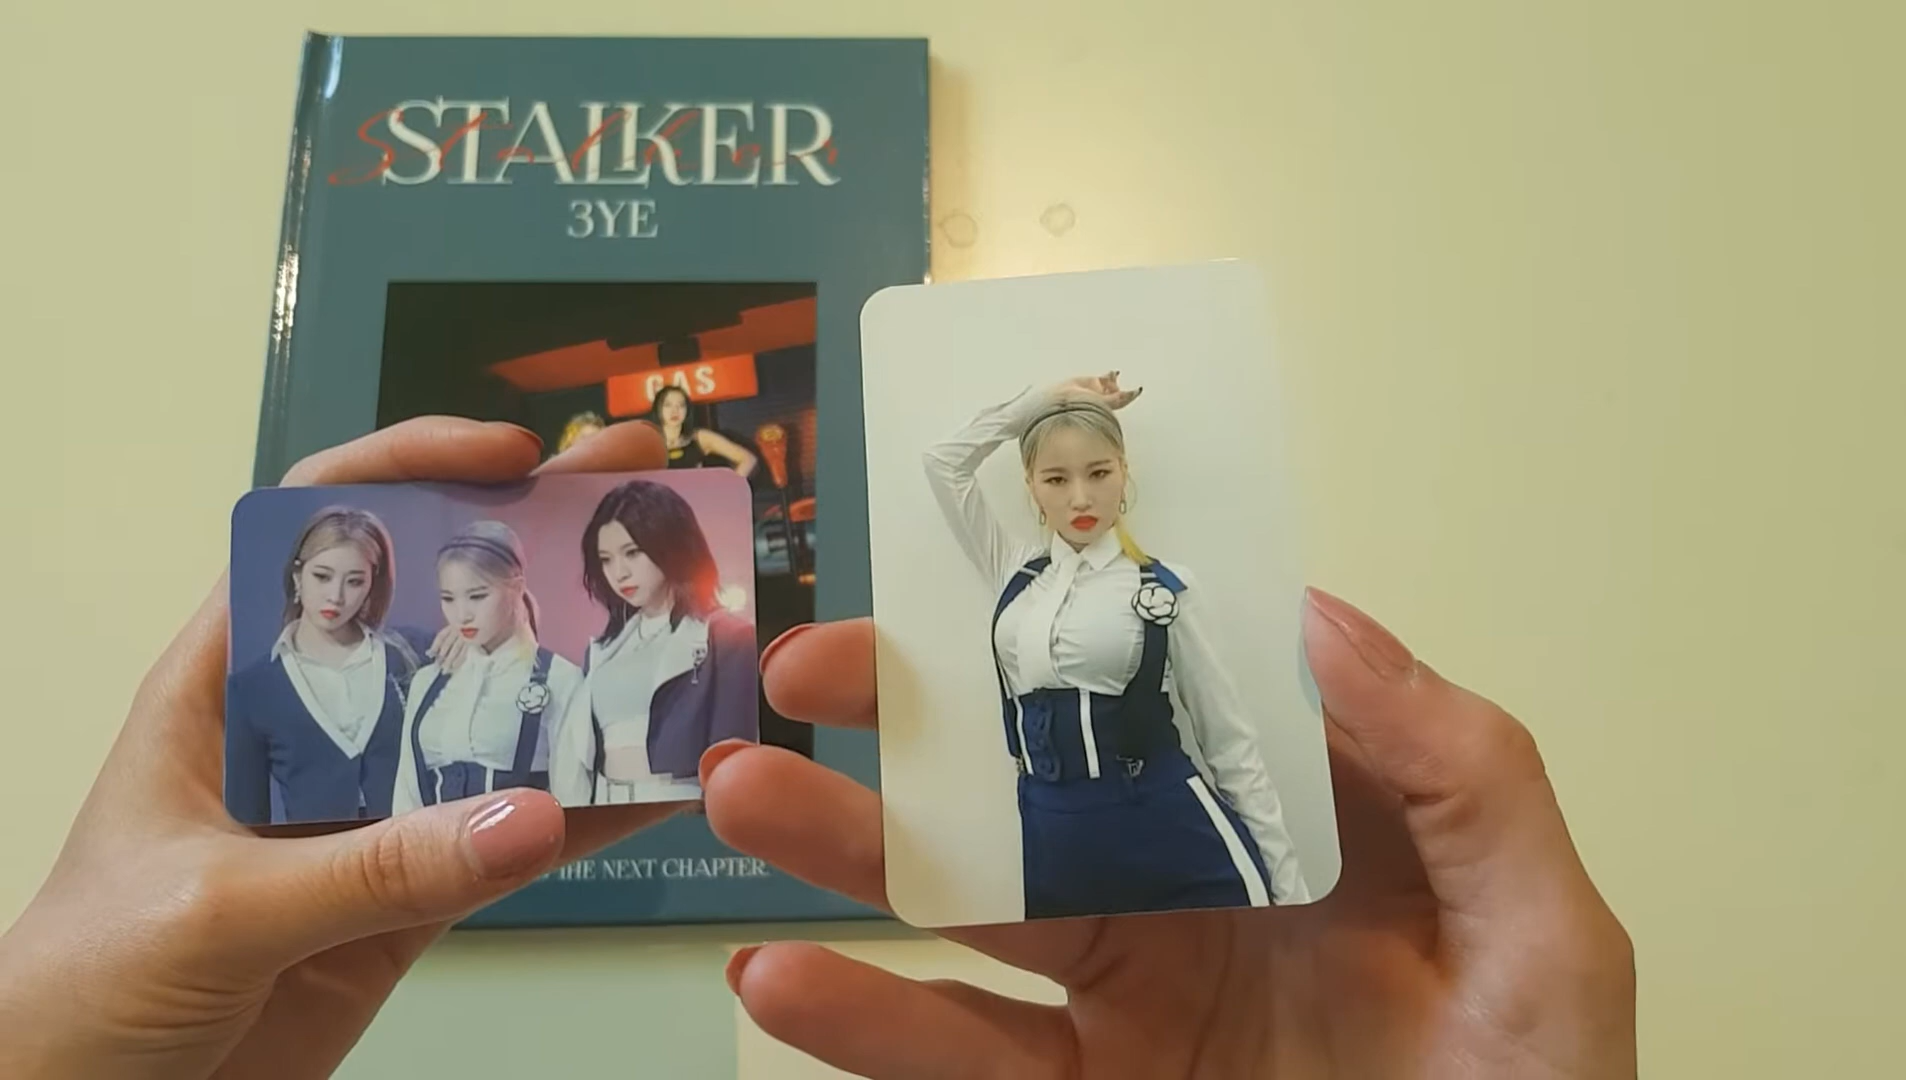 STALKER
Stalker
3YE
GAS
THE NEXT CHAPTER